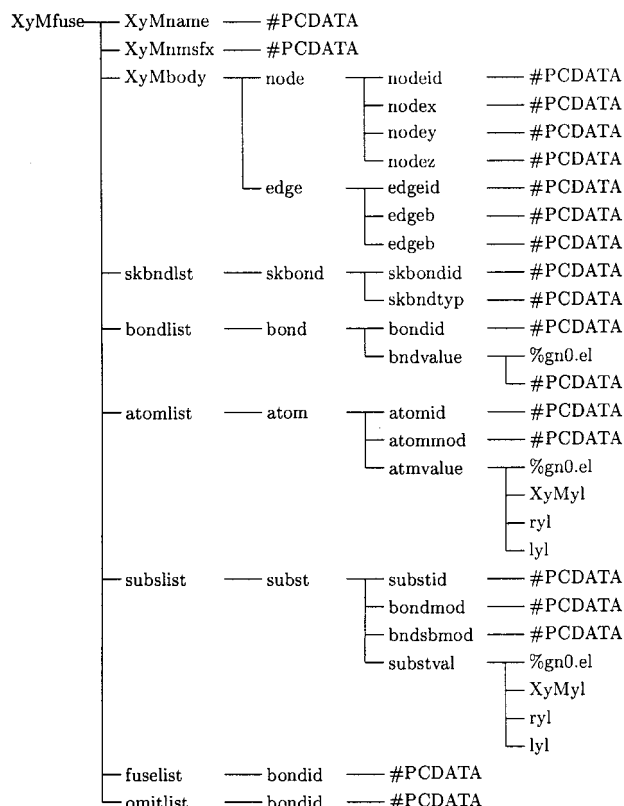 XyMfuse XyMname #PCDATA
XyMnmsfx #PCDATA
XyMbody node nodeid #PCDATA
nodex #PCDATA
nodey #PCDATA
nodez #PCDATA
edge edgeid #PCDATA
edgeb #PCDATA
edgeb #PCDATA
skbndlst skbond skbondid #PCDATA
skbndtyp #PCDATA
bondlist bond bondid #PCDATA
bndvalue %gn0.el
#PCDATA
atomlist atom atomid #PCDATA
atommod #PCDATA
atmvalue %gn0.el
XyMyl
ryl
lyl
subslist subst substid #PCDATA
bondmod #PCDATA
bndsbmod #PCDATA
substval %gn0.el
XyMyl
ryl
lyl
fuselist bondid #PCDATA
omitlist bondid #PCDATA